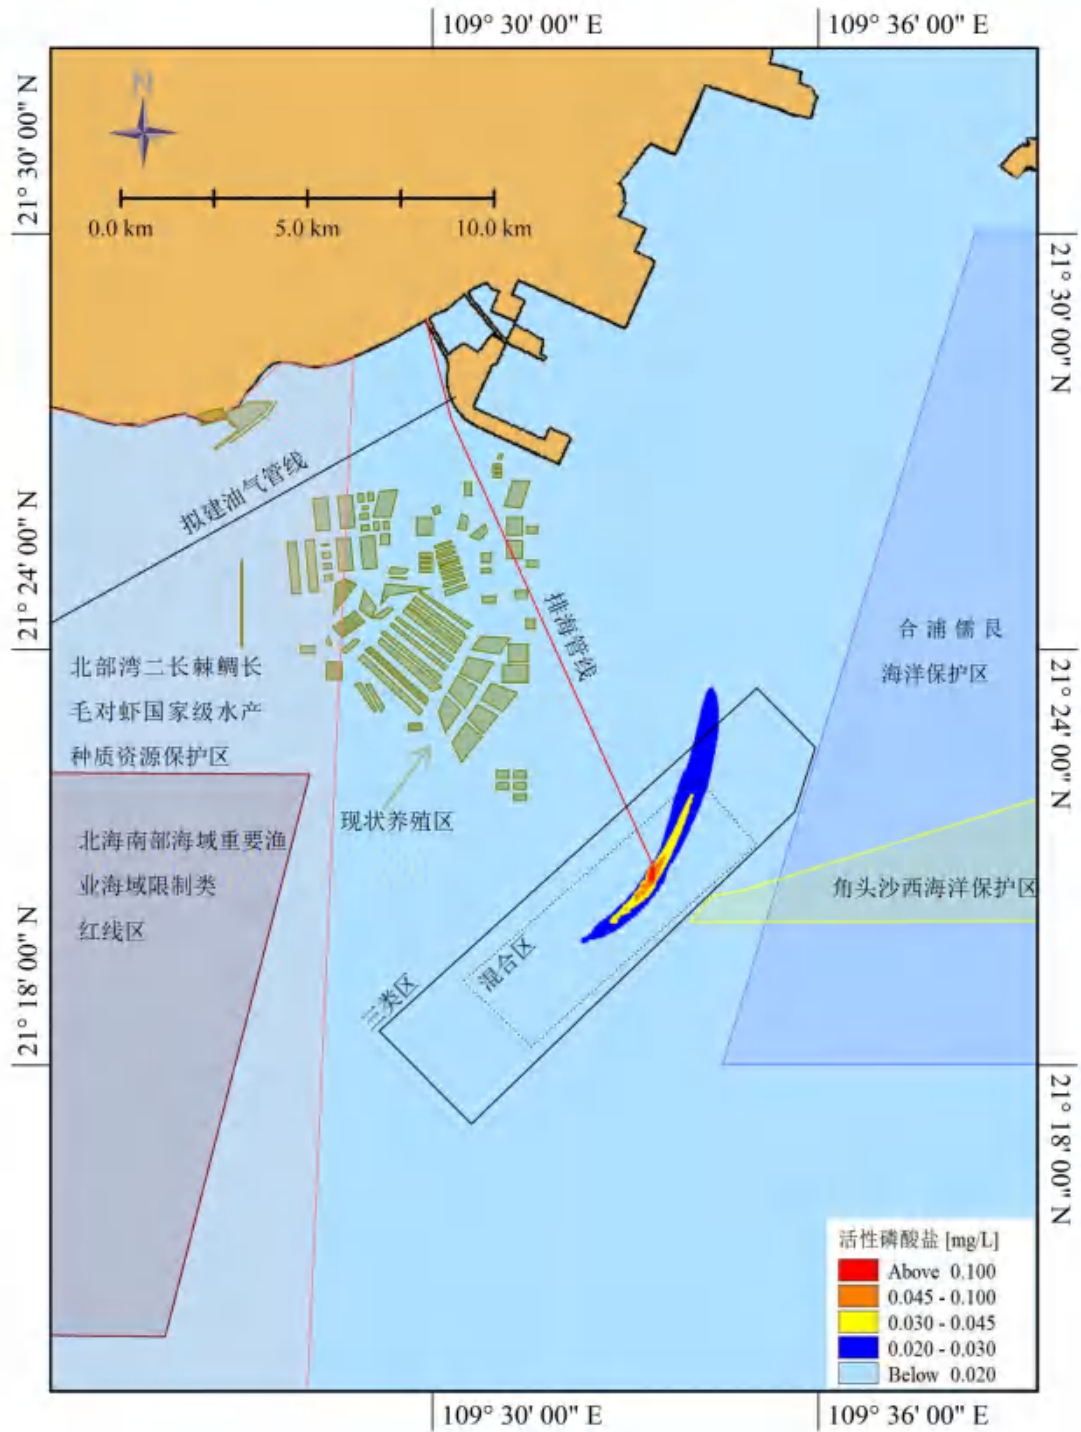 109° 30' 00" E
109° 36' 00" E
21° 30' 00" N
21° 30' 00" N
N
0.0 km
5.0 km
10.0 km
拟建油气管线
21° 24' 00" N
21° 24' 00" N
排海管线
合浦儒艮
海洋保护区
北部湾二长棘鲷长
毛对虾国家级水产
种质资源保护区
现状养殖区
北海南部海域重要渔
业海域限制类
红线区
角头沙西海洋保护区
混合区
三类区
21° 18' 00" N
21° 18' 00" N
活性磷酸盐 [mg/L]
Above 0.100
0.045 - 0.100
0.030 - 0.045
0.020 - 0.030
Below 0.020
109° 30' 00" E
109° 36' 00" E